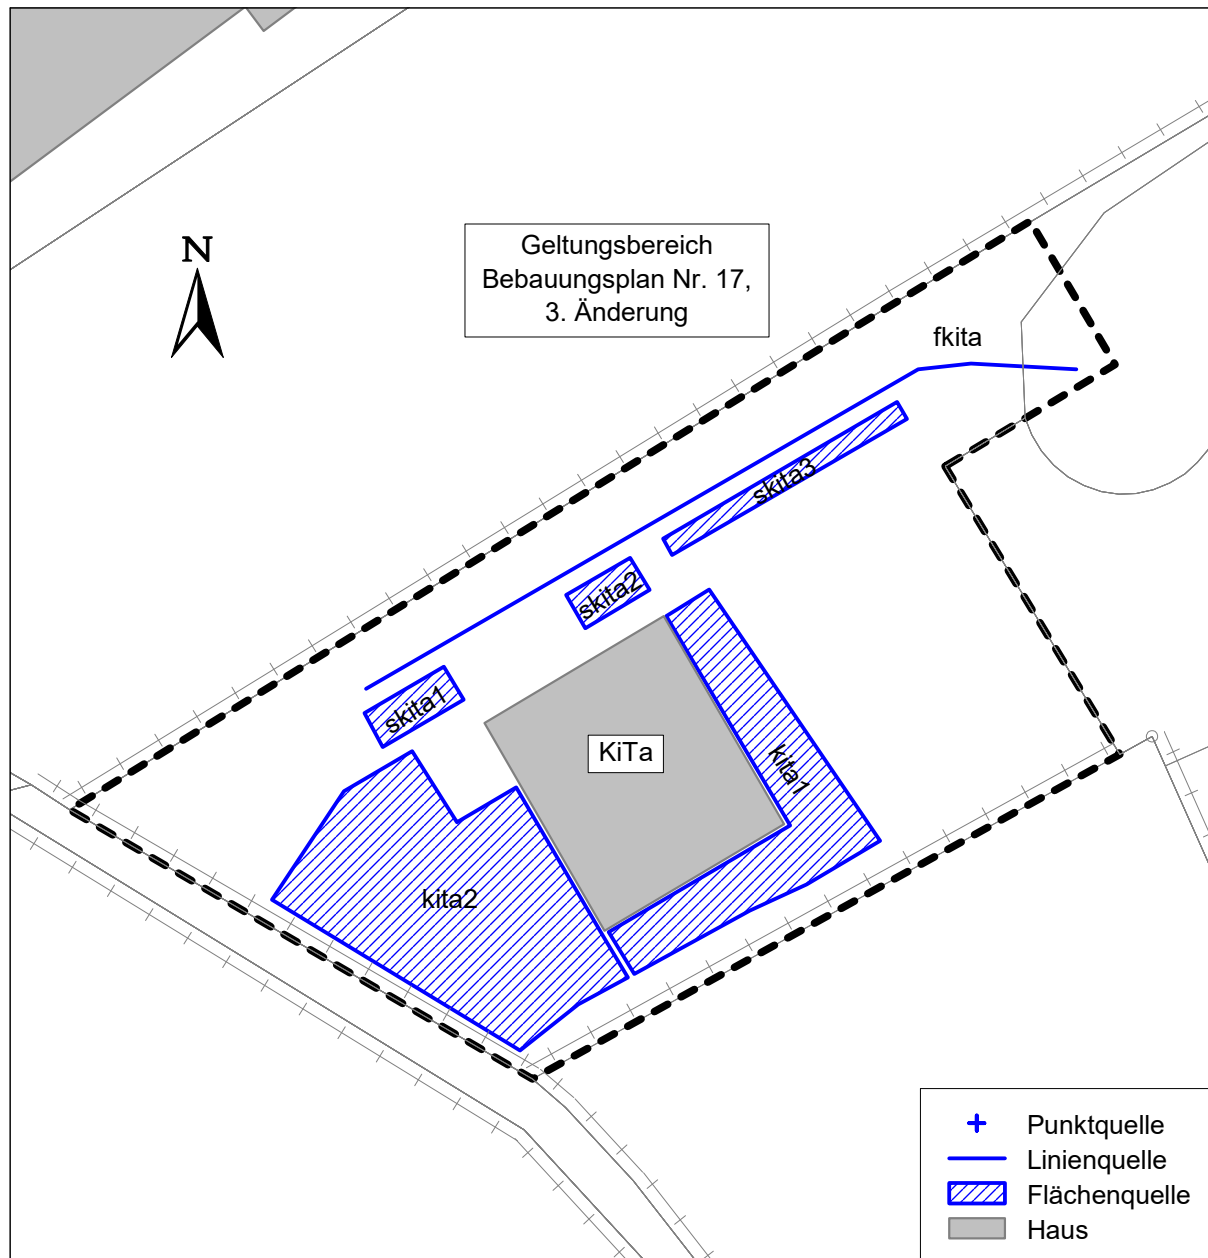 N
Geltungsbereich
Bebauungsplan Nr. 17,
3. Änderung
fkita
skita3
skita2
skita1
KiTa
kita1
kita2
Punktquelle
Linienquelle
Flächenquelle
Haus